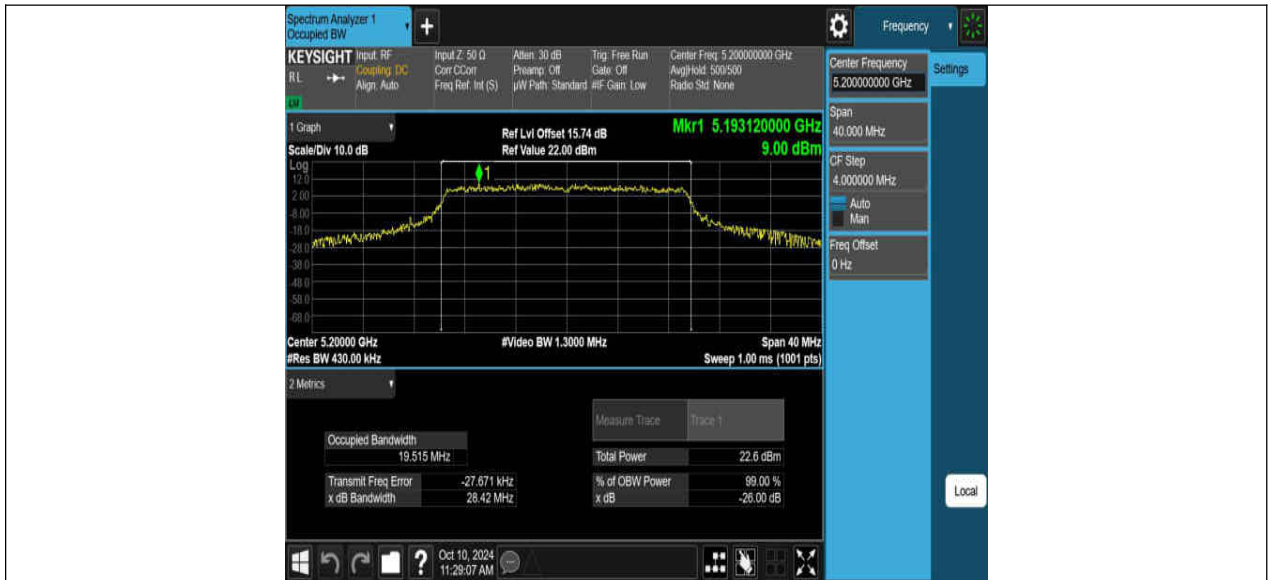 Spectrum Analyzer 1
Occupied BW
+
Frequency
KEYSIGHT
RL
LM
Input: RF
Coupling: DC
Align: Auto
Input Z: 50 Ω
Corr CCorr
Freq Ref: Int (S)
Atten: 30 dB
Preamp: Off
µW Path: Standard
Trig: Free Run
Gate: Off
#IF Gain: Low
Center Freq: 5.200000000 GHz
Avg|Hold: 500/500
Radio Std: None
Center Frequency
5.200000000 GHz
Settings
Span
40.000 MHz
CF Step
4.000000 MHz
Auto
Man
Freq Offset
0 Hz
Local
1 Graph
Scale/Div 10.0 dB
Ref Lvl Offset 15.74 dB
Ref Value 22.00 dBm
Mkr1 5.193120000 GHz
9.00 dBm
Log
12.0
2.00
-8.00
-18.0
-28.0
-38.0
-48.0
-58.0
-68.0
1
Center 5.20000 GHz
#Res BW 430.00 kHz
#Video BW 1.3000 MHz
Span 40 MHz
Sweep 1.00 ms (1001 pts)
2 Metrics
Measure Trace Trace 1
Occupied Bandwidth
19.515 MHz
Total Power 22.6 dBm
Transmit Freq Error -27.671 kHz
x dB Bandwidth 28.42 MHz
% of OBW Power 99.00 %
x dB -26.00 dB
?
Oct 10, 2024
11:29:07 AM